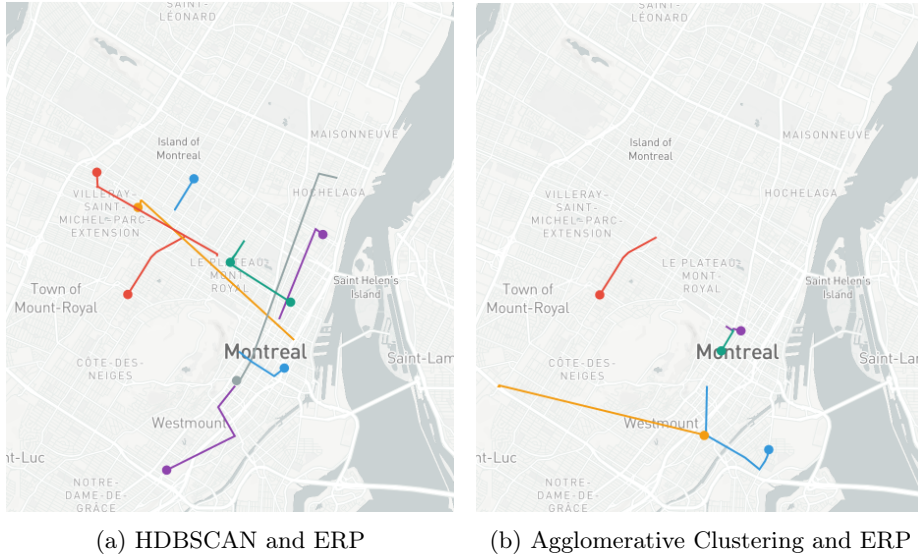 SAINT-
LÉONARD
MAISONNEUVE
Island of
Montreal
HOCHELAGA
VILLERAY-
SAINT-
MICHEL-PARC-
EXTENSION
LE PLATEAU
MONT-
ROYAL
Saint Helen's
Island
Town of
Mount-Royal
Montreal
Saint-Lam
CÔTE-DES-
NEIGES
Westmount
nt-Luc
NOTRE-
DAME-DE-
GRÂCE
(a) HDBSCAN and ERP
SAINT-
LÉONARD
MAISONNEUVE
Island of
Montreal
HOCHELAGA
VILLERAY-
SAINT-
MICHEL-PARC-
EXTENSION
LE PLATEAU
MONT-
ROYAL
Saint Helen's
Island
Town of
Mount-Royal
Montreal
Saint-Lam
CÔTE-DES-
NEIGES
Westmount
nt-Luc
NOTRE-
DAME-DE-
GRÂCE
(b) Agglomerative Clustering and ERP